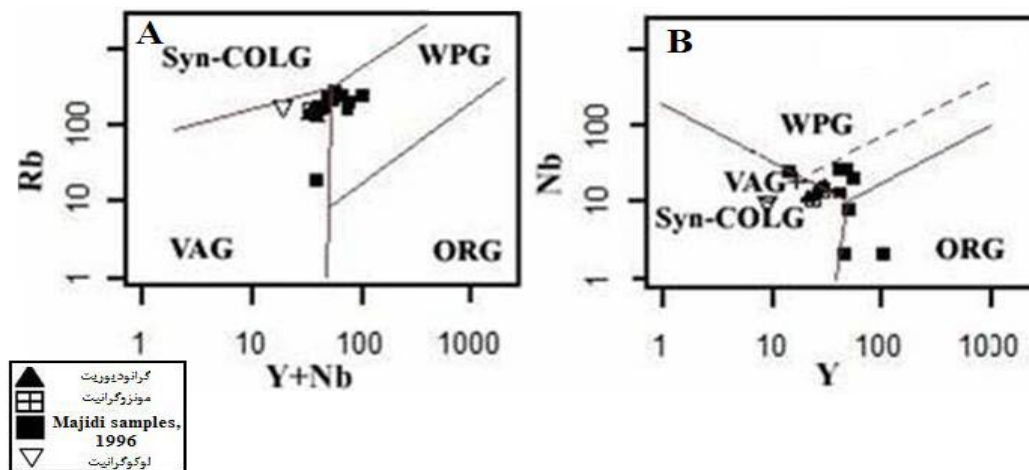 A
Syn-COLG
WPG
VAG
ORG
Rb
100
10
1
1
10
100
1000
Y+Nb
B
WPG
VAG+
Syn-COLG
ORG
Nb
100
10
1
1
10
100
1000
Y
گرانودیوریت
مونزوگرانیت
Majidi samples,
1996
لوکوگرانیت